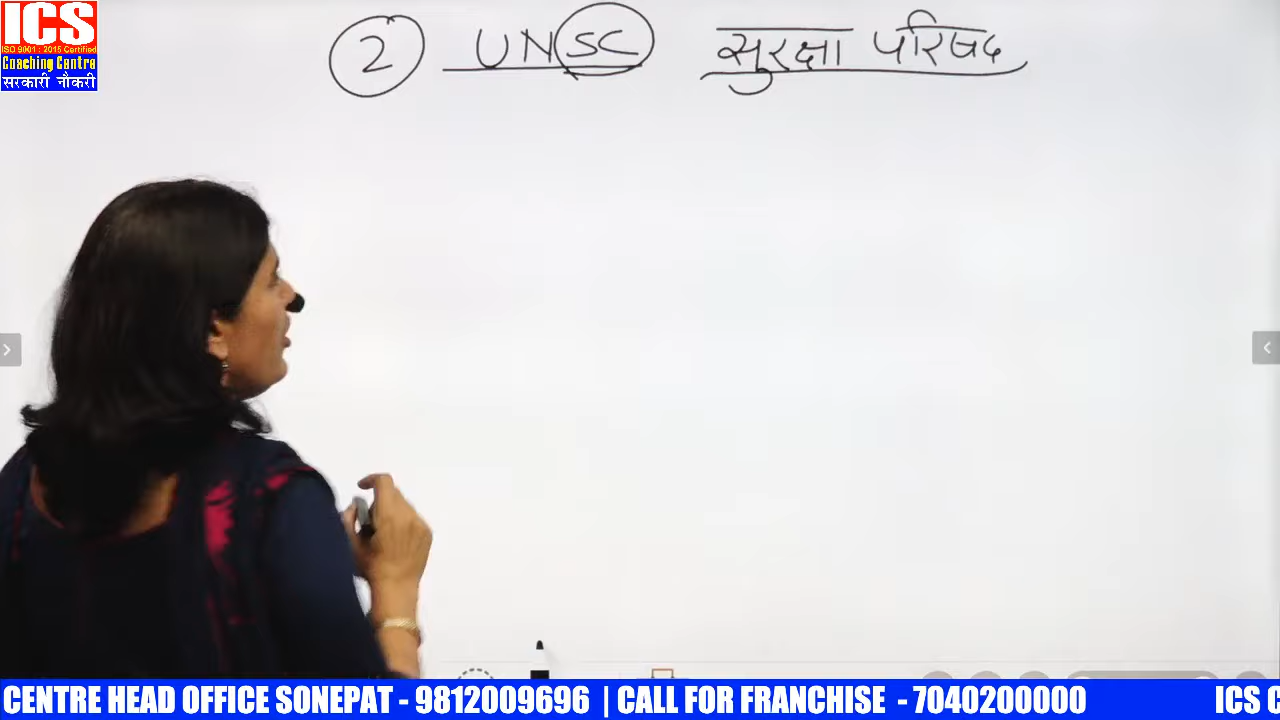 ICS
ISO 9001 : 2015 Certified
Coaching Centre
सरकारी नौकरी
2 UNSC सुरक्षा परिषद
CENTRE HEAD OFFICE SONEPAT - 9812009696 | CALL FOR FRANCHISE - 7040200000 ICS C